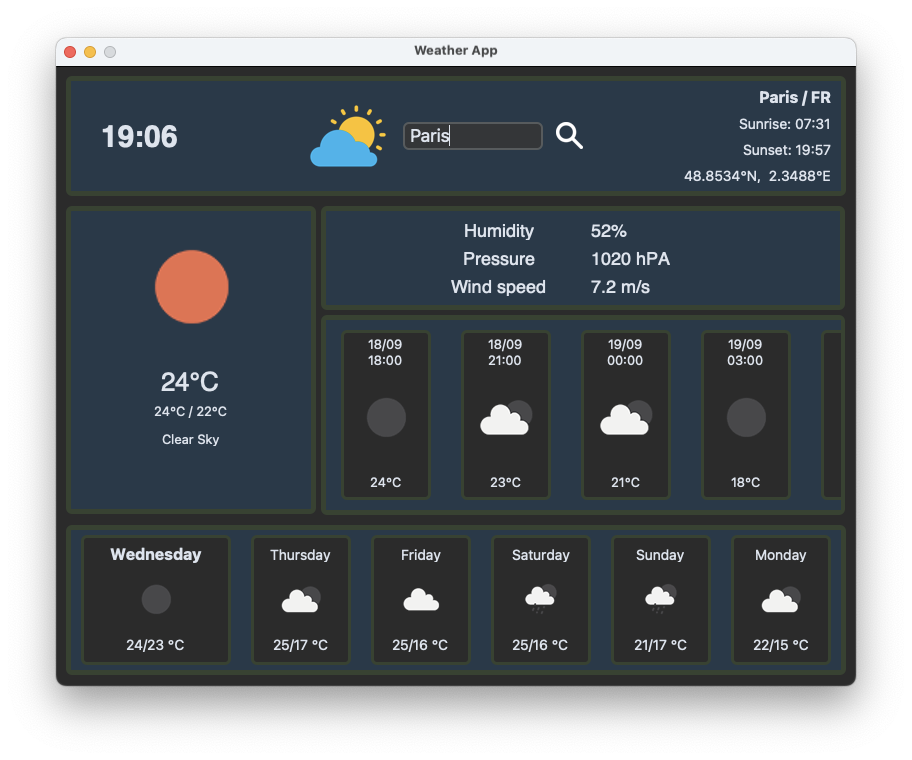 Weather App
19:06
Paris
Paris / FR
Sunrise: 07:31
Sunset: 19:57
48.8534°N, 2.3488°E
24°C
24°C / 22°C
Clear Sky
Humidity 52%
Pressure 1020 hPA
Wind speed 7.2 m/s
18/09
18:00
24°C
18/09
21:00
23°C
19/09
00:00
21°C
19/09
03:00
18°C
Wednesday
24/23 °C
Thursday
25/17 °C
Friday
25/16 °C
Saturday
25/16 °C
Sunday
21/17 °C
Monday
22/15 °C